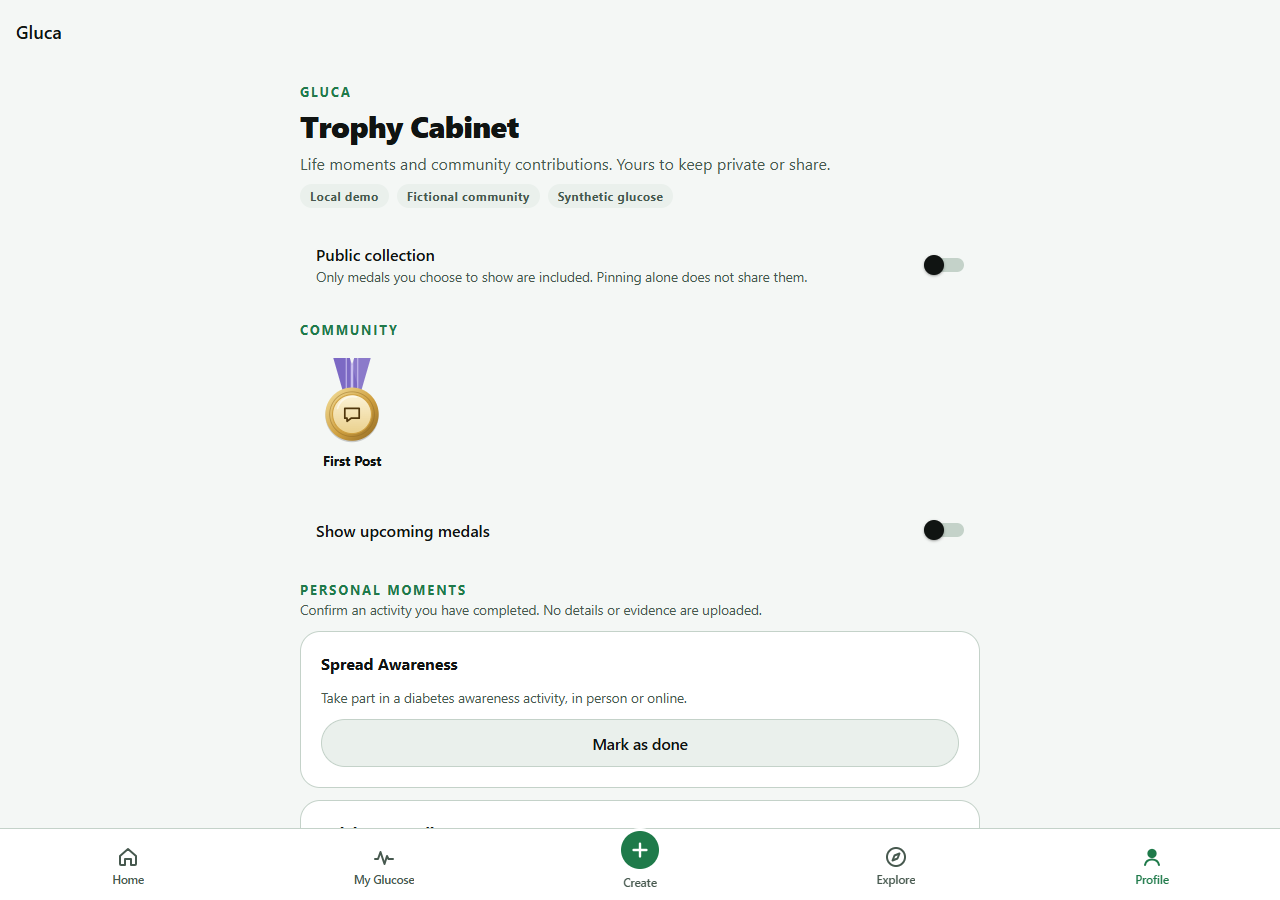 Gluca
GLUCA
Trophy Cabinet
Life moments and community contributions. Yours to keep private or share.
Local demo
Fictional community
Synthetic glucose
Public collection
Only medals you choose to show are included. Pinning alone does not share them.
COMMUNITY
First Post
Show upcoming medals
PERSONAL MOMENTS
Confirm an activity you have completed. No details or evidence are uploaded.
Spread Awareness
Take part in a diabetes awareness activity, in person or online.
Mark as done
Home
My Glucose
Create
Explore
Profile